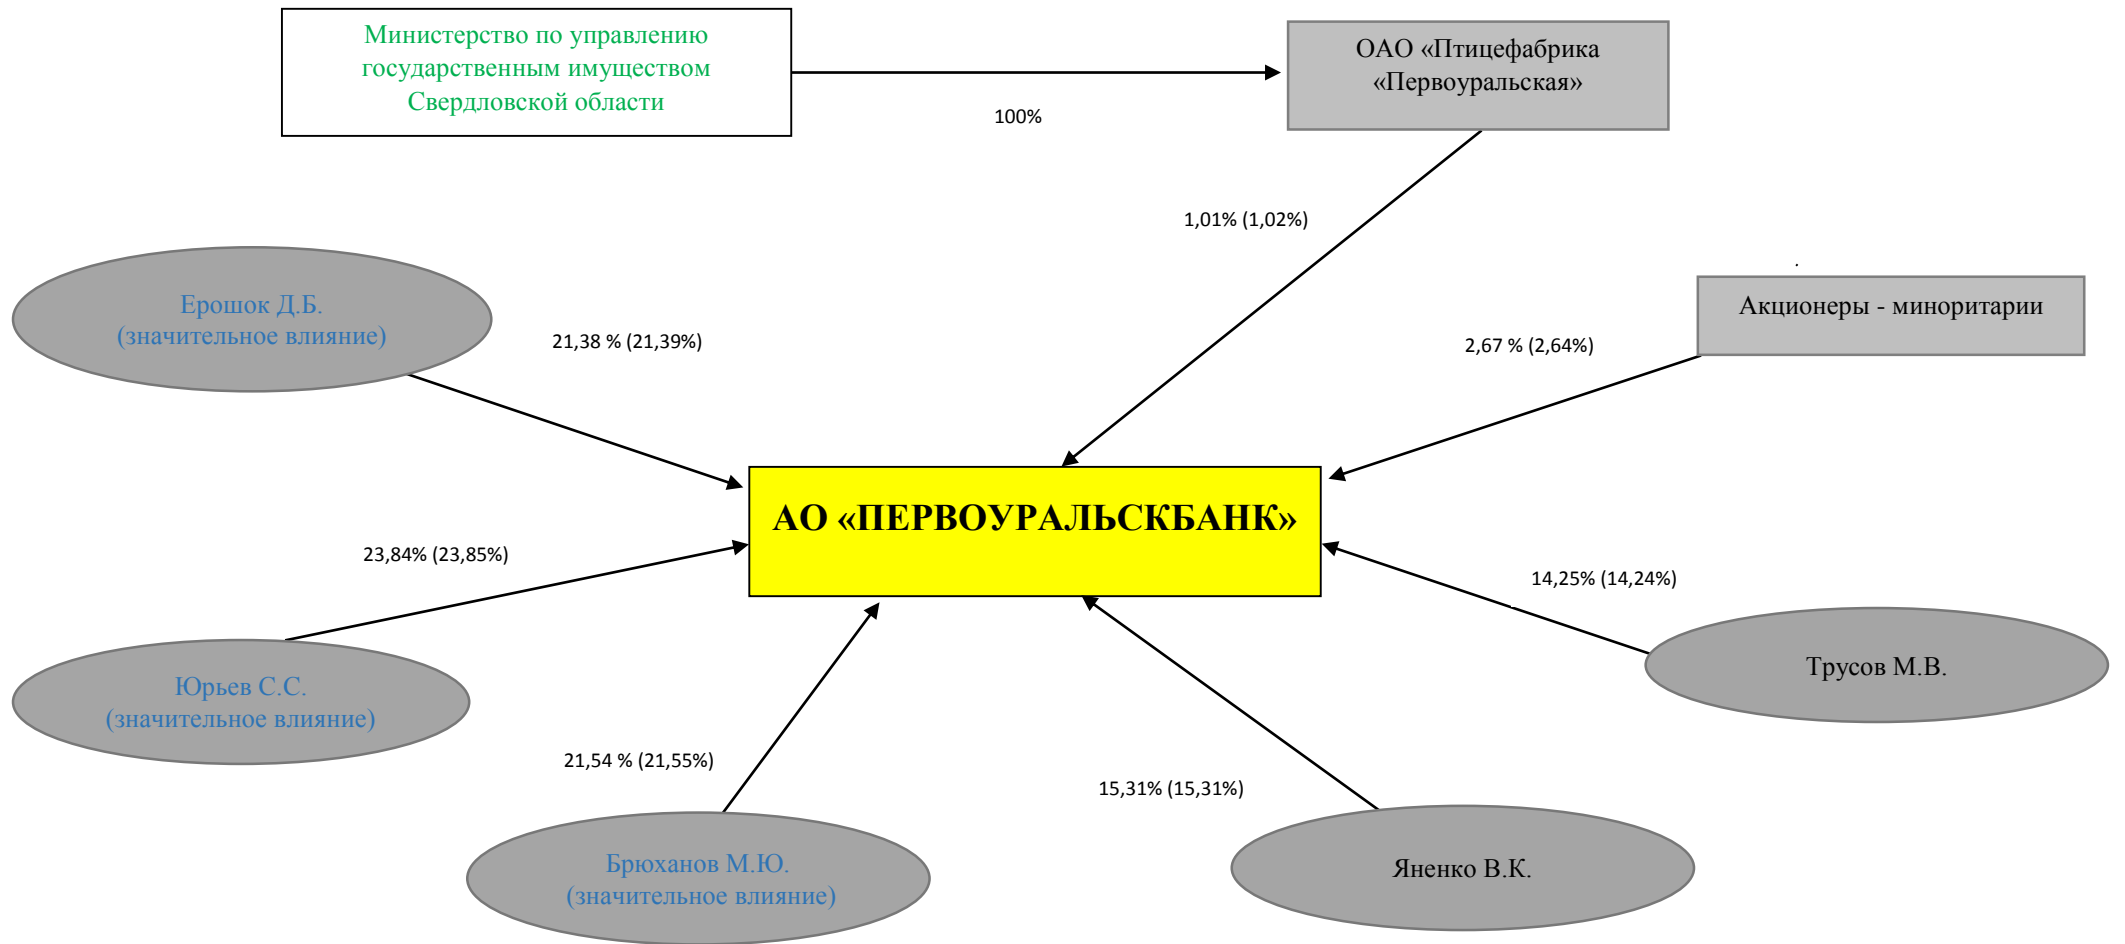 Министерство по управлению
государственным имуществом
Свердловской области
ОАО «Птицефабрика
«Первоуральская»
100%
1,01% (1,02%)
.
Ерошок Д.Б.
(значительное влияние)
21,38 % (21,39%)
Акционеры - миноритарии
2,67 % (2,64%)
АО «ПЕРВОУРАЛЬСКБАНК»
23,84% (23,85%)
14,25% (14,24%)
Юрьев С.С.
(значительное влияние)
Трусов М.В.
21,54 % (21,55%)
15,31% (15,31%)
Брюханов М.Ю.
(значительное влияние)
Яненко В.К.